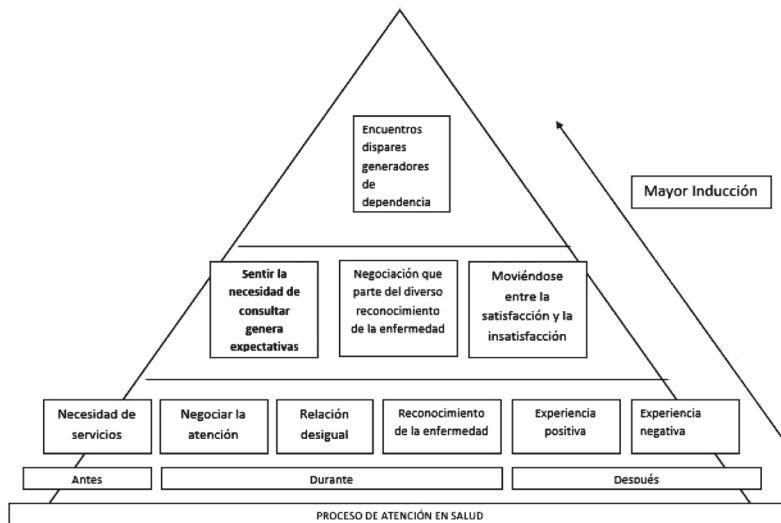 Encuentros
dispares
generadores
de
dependencia
Mayor Inducción
Sentir la
necesidad de
consultar
genera
expectativas
Negociación que
parte del diverso
reconocimiento
de la enfermedad
Moviéndose
entre la
satisfacción y la
insatisfacción
Necesidad de
servicios
Negociar la
atención
Relación
desigual
Reconocimiento
de la enfermedad
Experiencia
positiva
Experiencia
negativa
Antes
Durante
Después
PROCESO DE ATENCIÓN EN SALUD